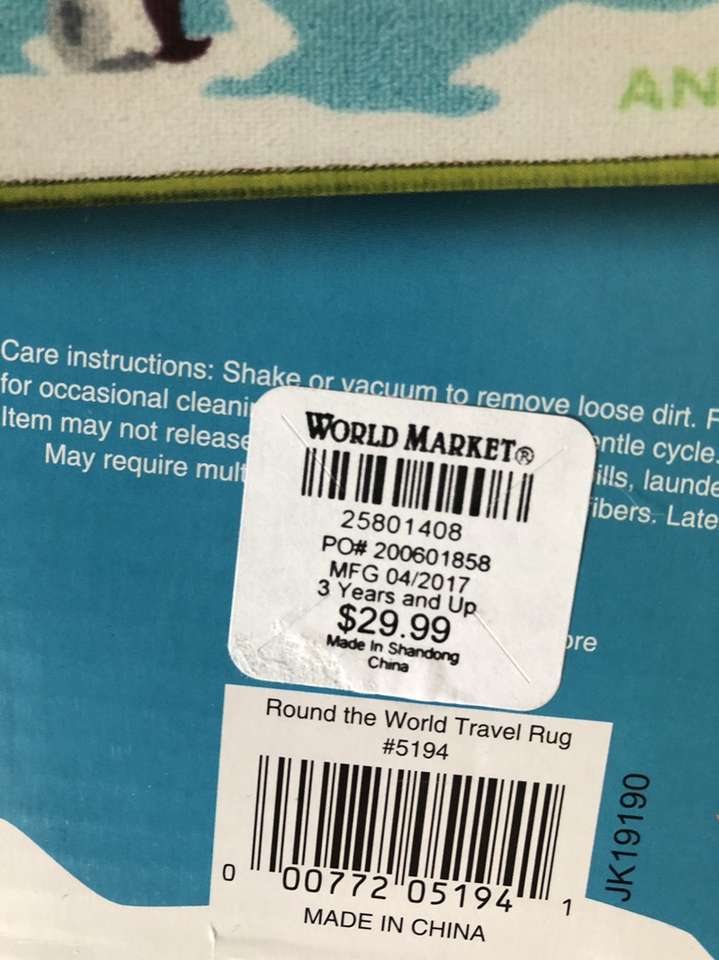 AN
Care instructions: Shake or vacuum to remove loose dirt. F
for occasional cleani
entle cycle.
Item may not release
ills, launde
May require mult
ibers. Late
WORLD MARKET®
25801408
PO# 200601858
MFG 04/2017
3 Years and Up
$29.99
Made In Shandong
China
ore
Round the World Travel Rug
#5194
0 00772 05194 1
JK19190
MADE IN CHINA